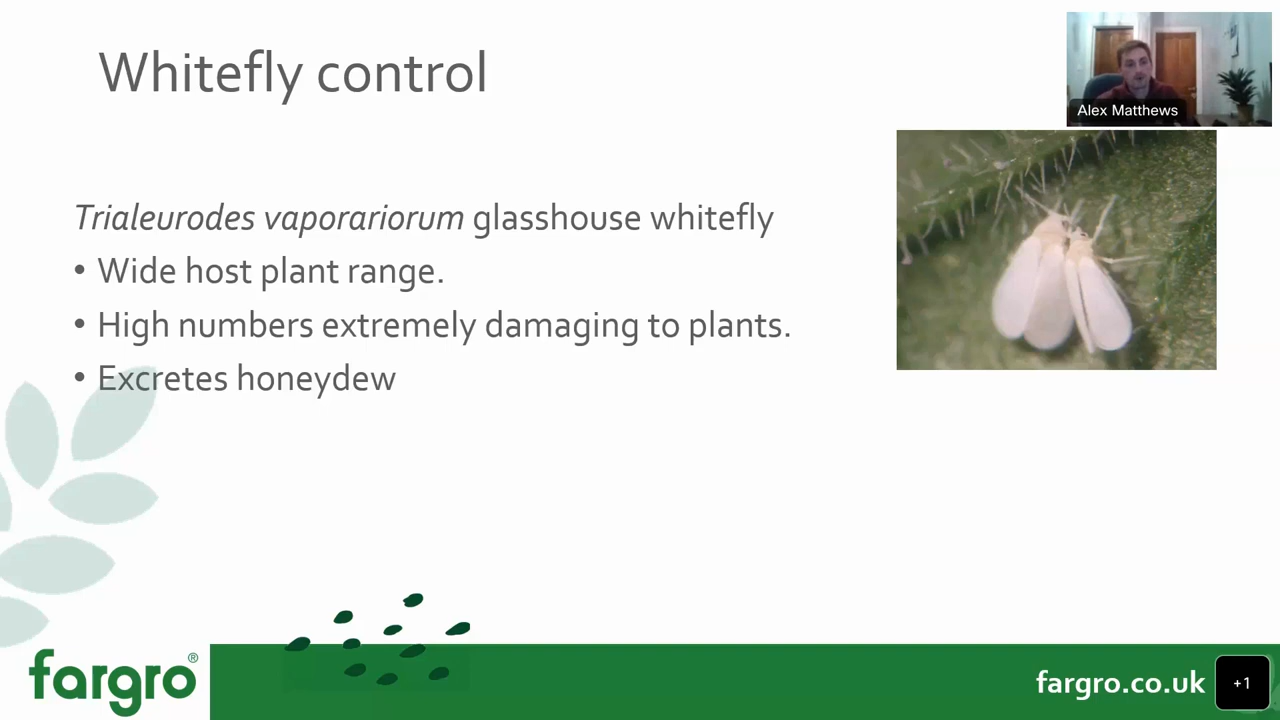 Whitefly control
Alex Matthews
Trialeurodes vaporariorum glasshouse whitefly
• Wide host plant range.
• High numbers extremely damaging to plants.
• Excretes honeydew
fargro®
fargro.co.uk
+1